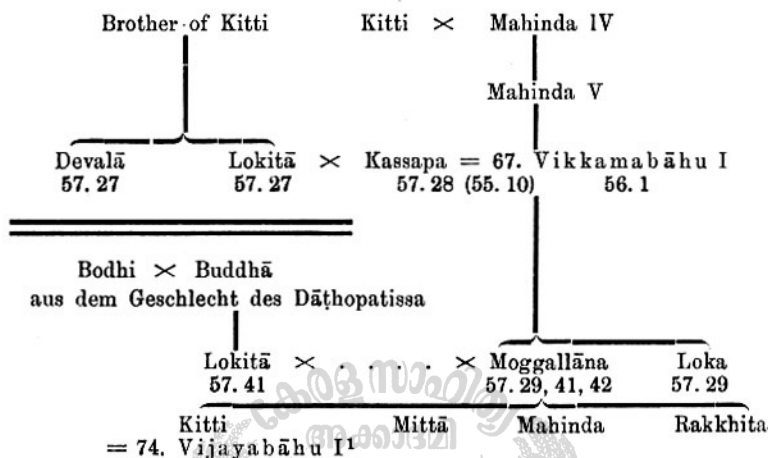 Brother of Kitti Kitti × Mahinda IV
Mahinda V
Devalā Lokitā × Kassapa = 67. Vikkamabāhu I
57. 27 57. 27 57. 28 (55. 10) 56. 1
Bodhi × Buddhā
aus dem Geschlecht des Dāṭhopatissa
Lokitā × . . . . × Moggallāna Loka
57. 41 57. 29, 41, 42 57. 29
Kitti Mittā Mahinda Rakkhita
= 74. Vijayabāhu I¹